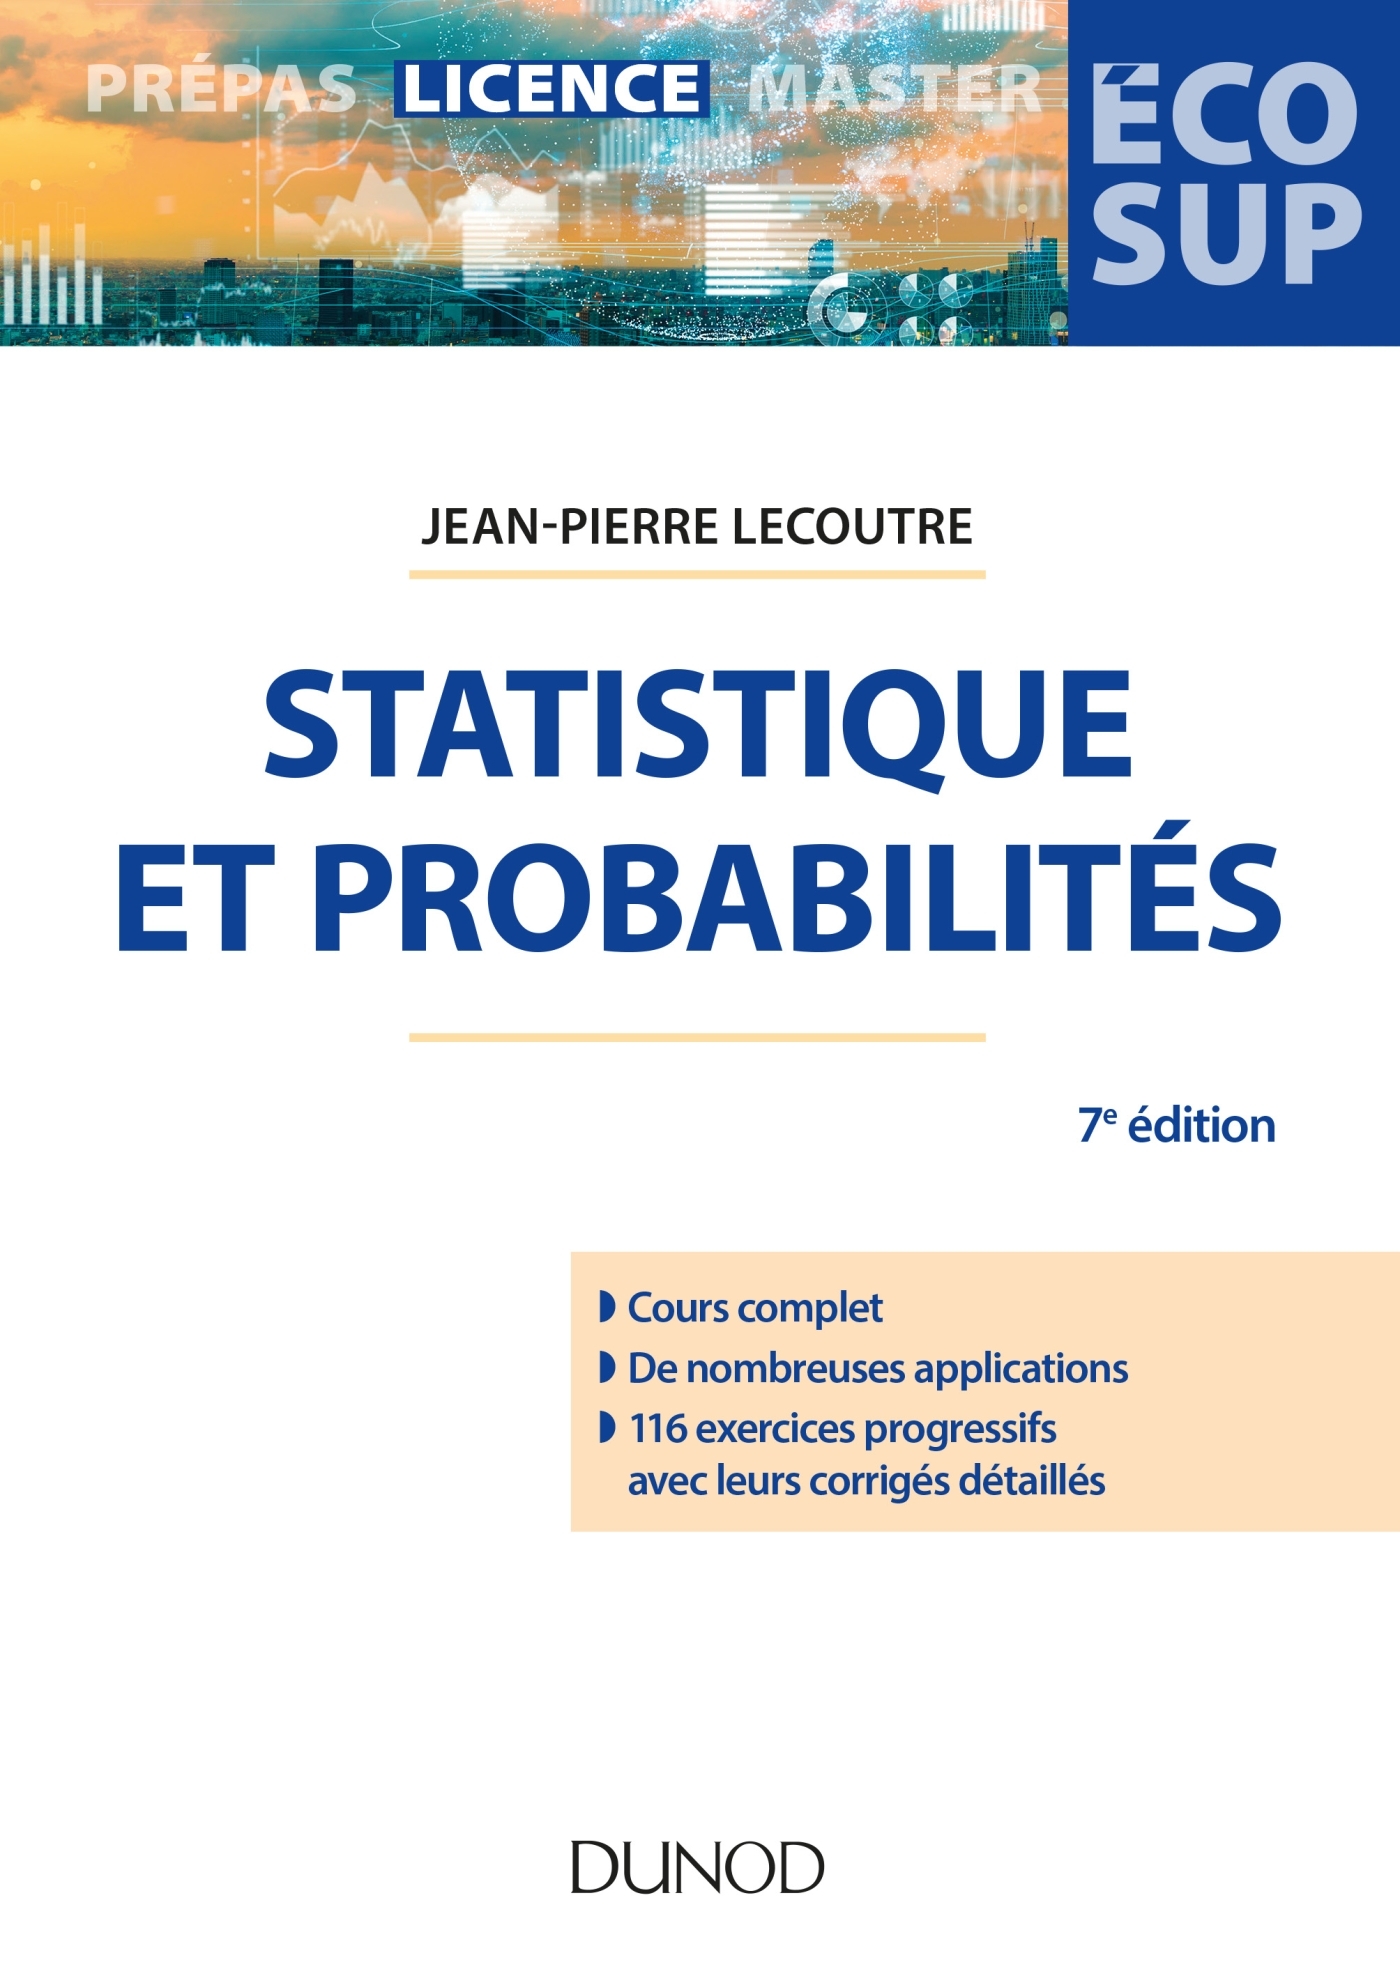 PRÉPAS LICENCE MASTER
ÉCO
SUP
JEAN-PIERRE LECOUTRE
STATISTIQUE
ET PROBABILITÉS
7e édition
Cours complet
De nombreuses applications
116 exercices progressifs
avec leurs corrigés détaillés
DUNOD